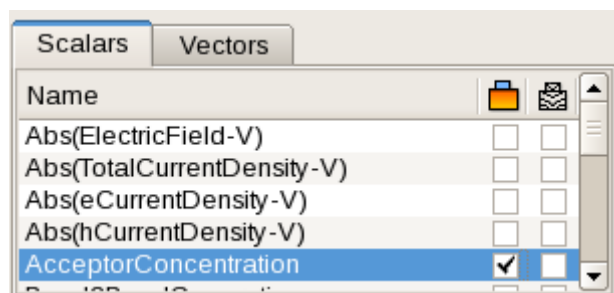 Scalars Vectors
Name
Abs(ElectricField-V)
Abs(TotalCurrentDensity-V)
Abs(eCurrentDensity-V)
Abs(hCurrentDensity-V)
AcceptorConcentration